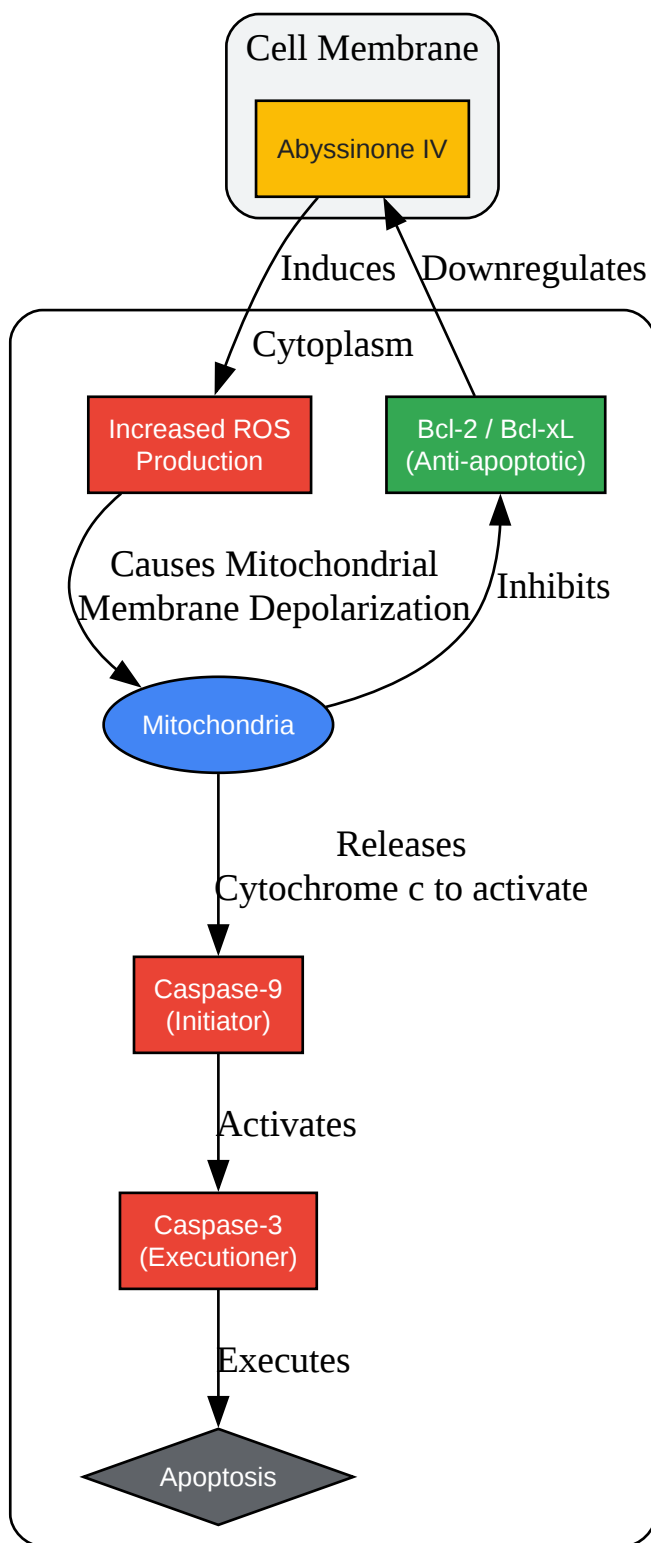 Cell Membrane
Abyssinone IV
Induces
Downregulates
Cytoplasm
Increased ROS
Production
Bcl-2 / Bcl-xL
(Anti-apoptotic)
Causes Mitochondrial
Membrane Depolarization
Inhibits
Mitochondria
Releases
Cytochrome c to activate
Caspase-9
(Initiator)
Activates
Caspase-3
(Executioner)
Executes
Apoptosis